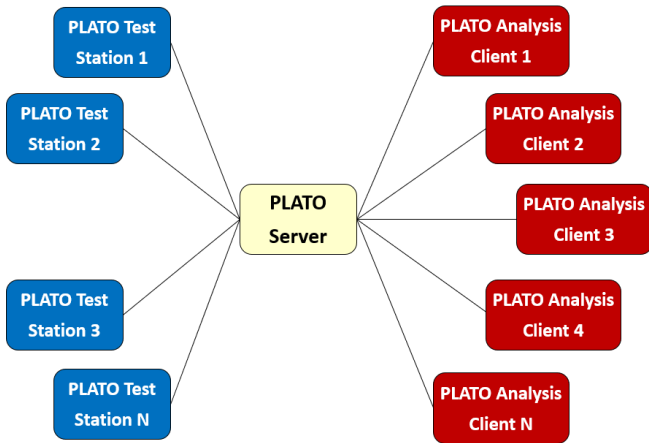 PLATO Test
Station 1
PLATO Test
Station 2
PLATO Test
Station 3
PLATO Test
Station N
PLATO
Server
PLATO Analysis
Client 1
PLATO Analysis
Client 2
PLATO Analysis
Client 3
PLATO Analysis
Client 4
PLATO Analysis
Client N